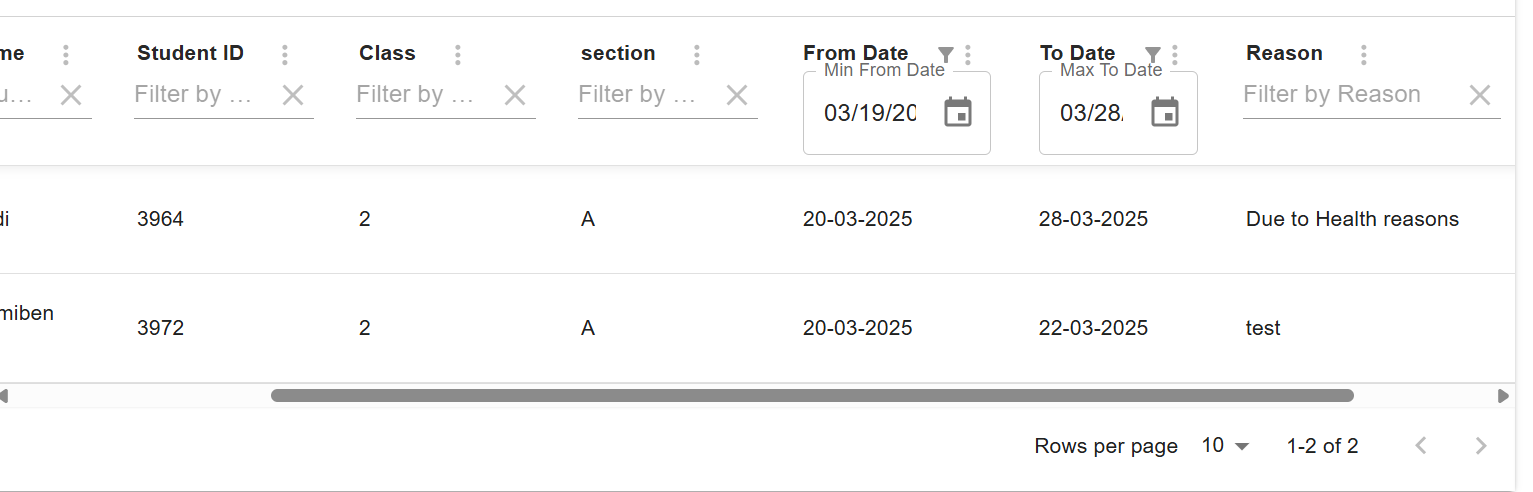 me Student ID Class section From Date To Date Reason
Min From Date Max To Date
u... Filter by ... Filter by ... Filter by ... 03/19/20 03/28/ Filter by Reason
di 3964 2 A 20-03-2025 28-03-2025 Due to Health reasons
miben 3972 2 A 20-03-2025 22-03-2025 test
Rows per page 10 1-2 of 2